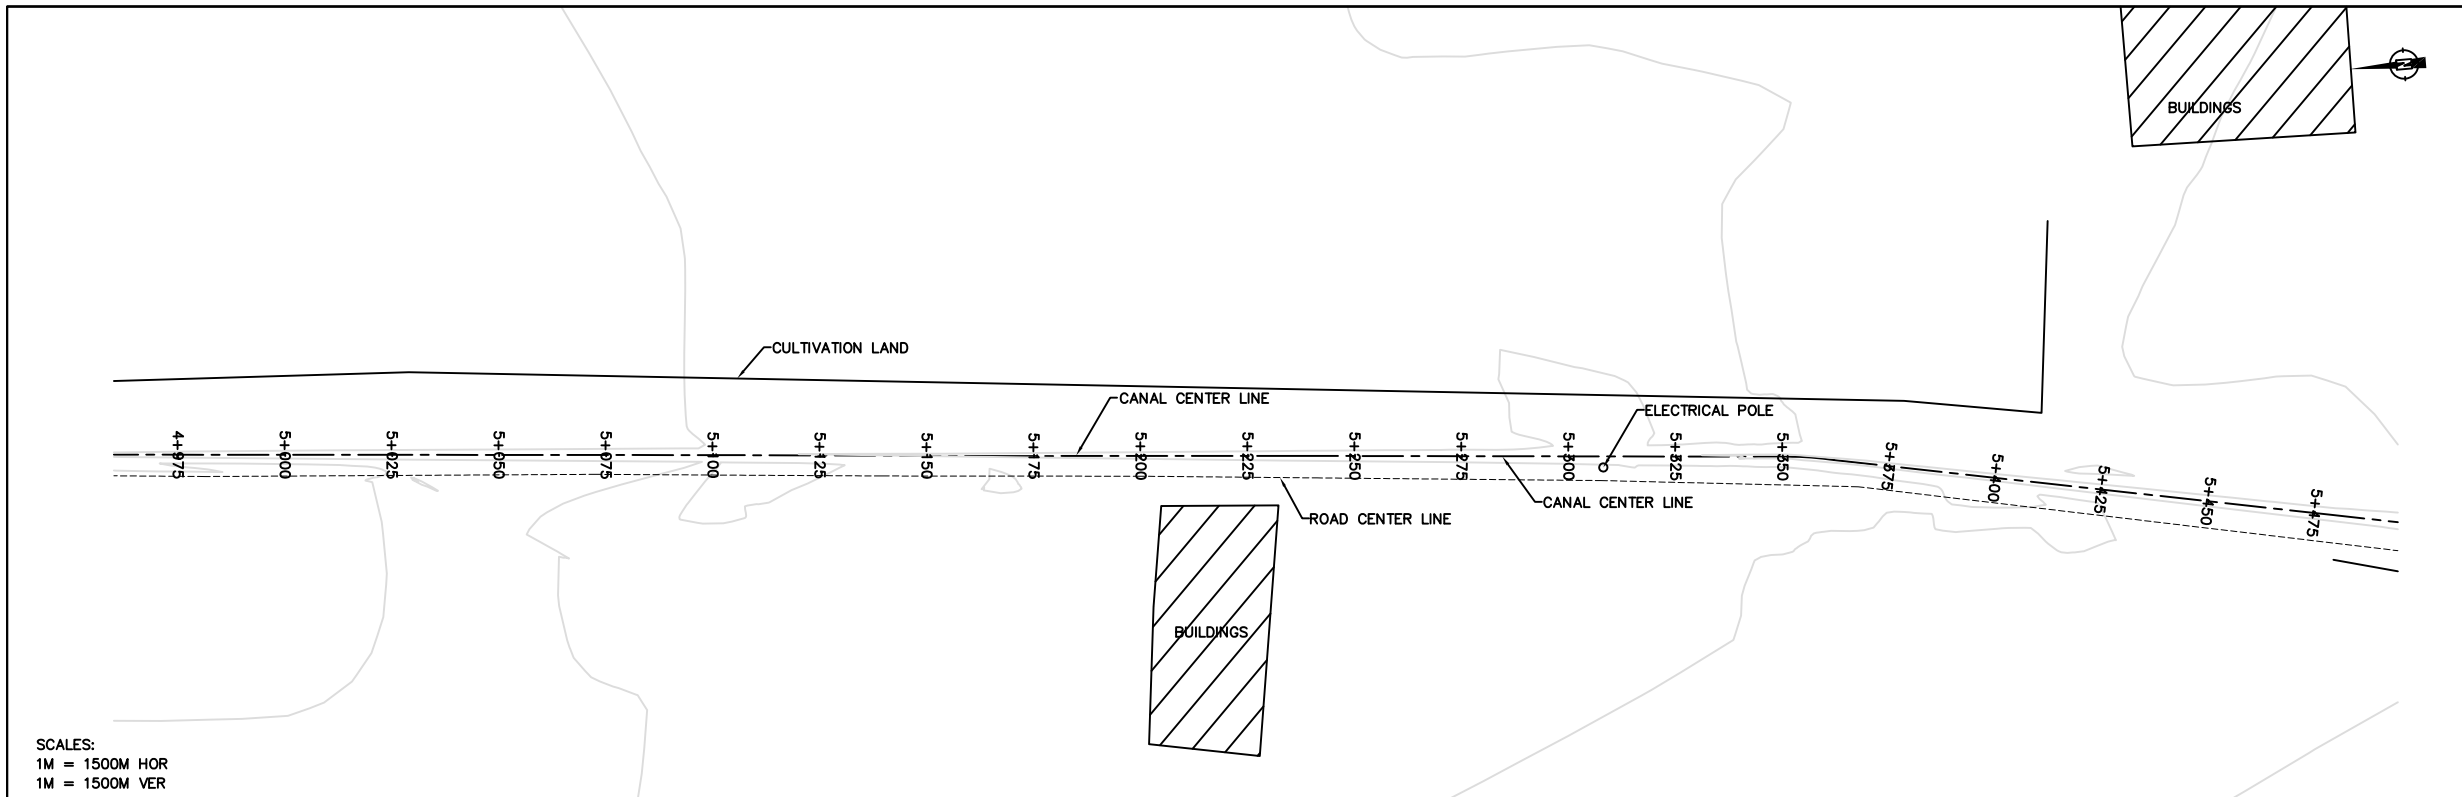 BUILDINGS
CULTIVATION LAND
CANAL CENTER LINE
ELECTRICAL POLE
4+975
5+000
5+025
5+050
5+075
5+100
5+125
5+150
5+175
5+200
5+225
5+250
5+275
5+300
5+325
5+350
5+375
5+400
5+425
5+450
5+475
CANAL CENTER LINE
ROAD CENTER LINE
BUILDINGS
SCALES:
1M = 1500M HOR
1M = 1500M VER